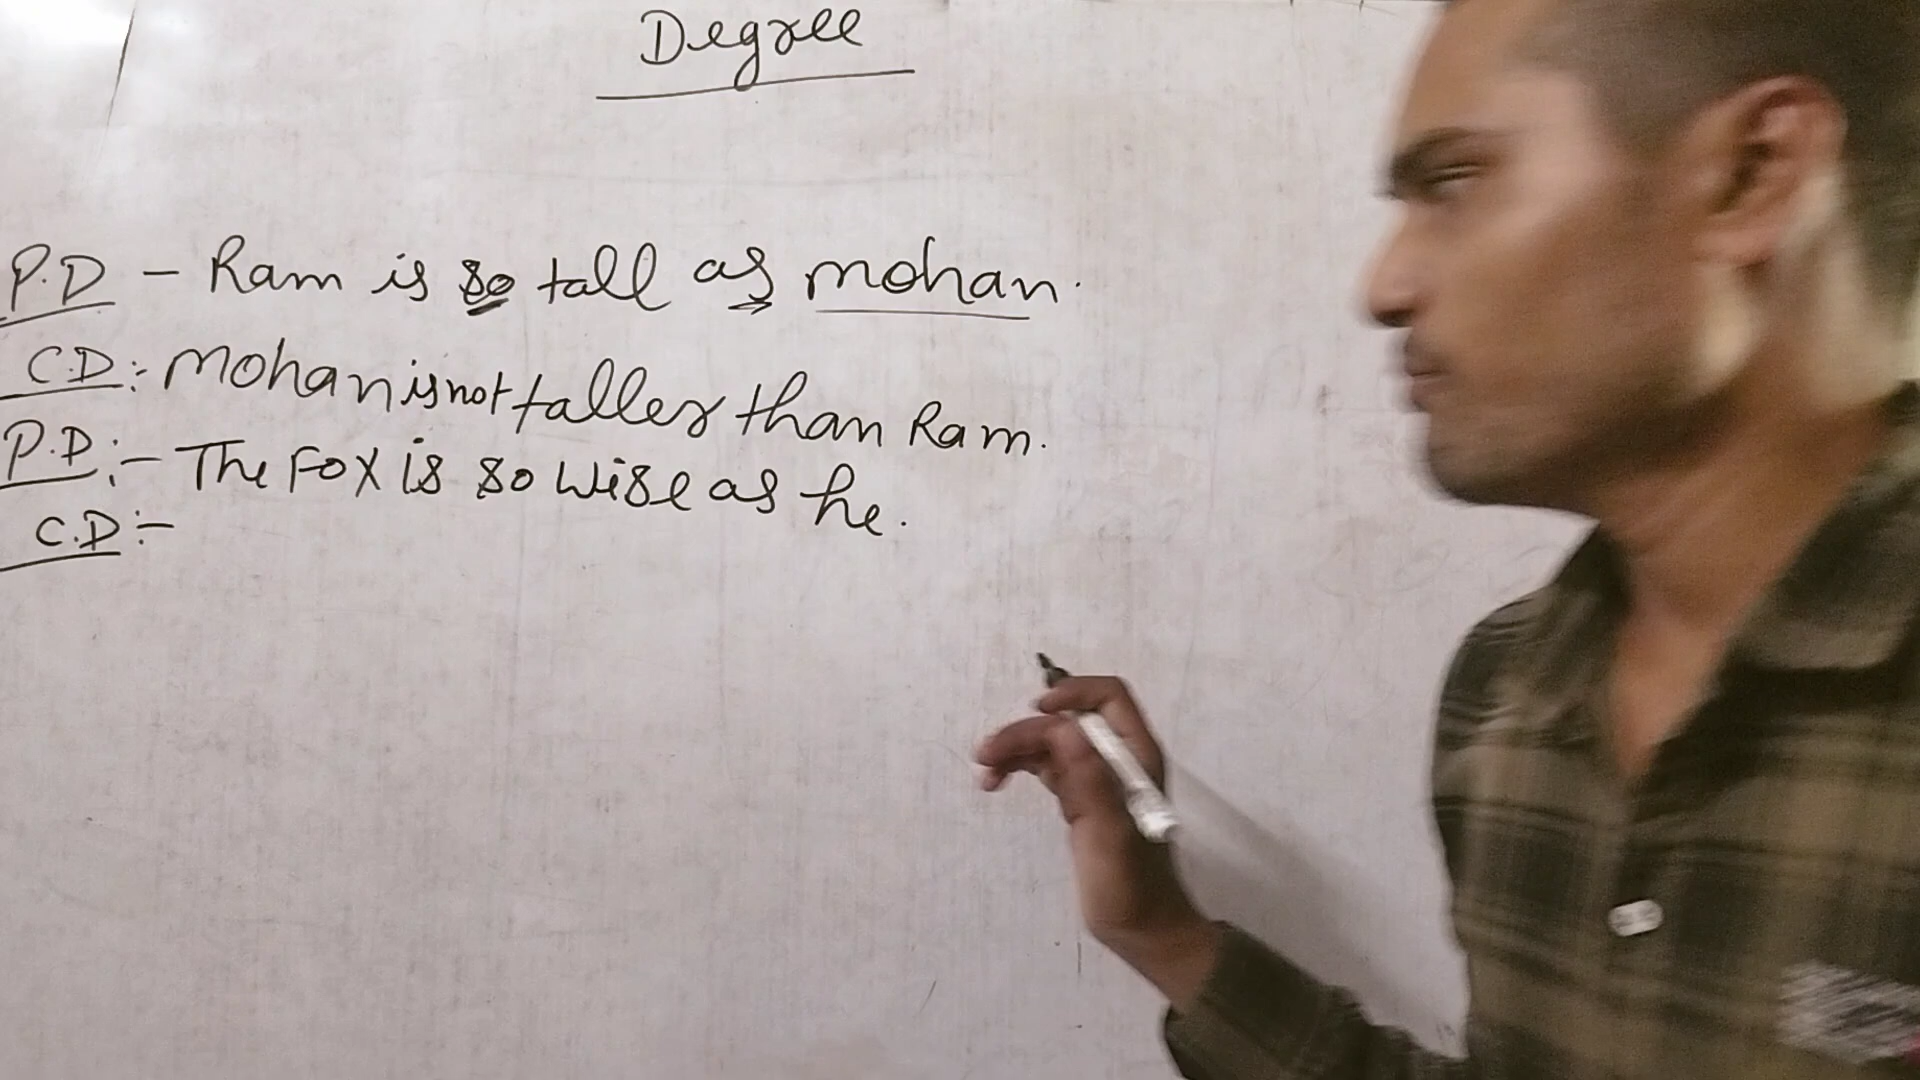 Degree
P.D - Ram is so tall as mohan.
C.D:- Mohan is not taller than Ram.
P.D:- The Fox is so wise as he.
C.D:-